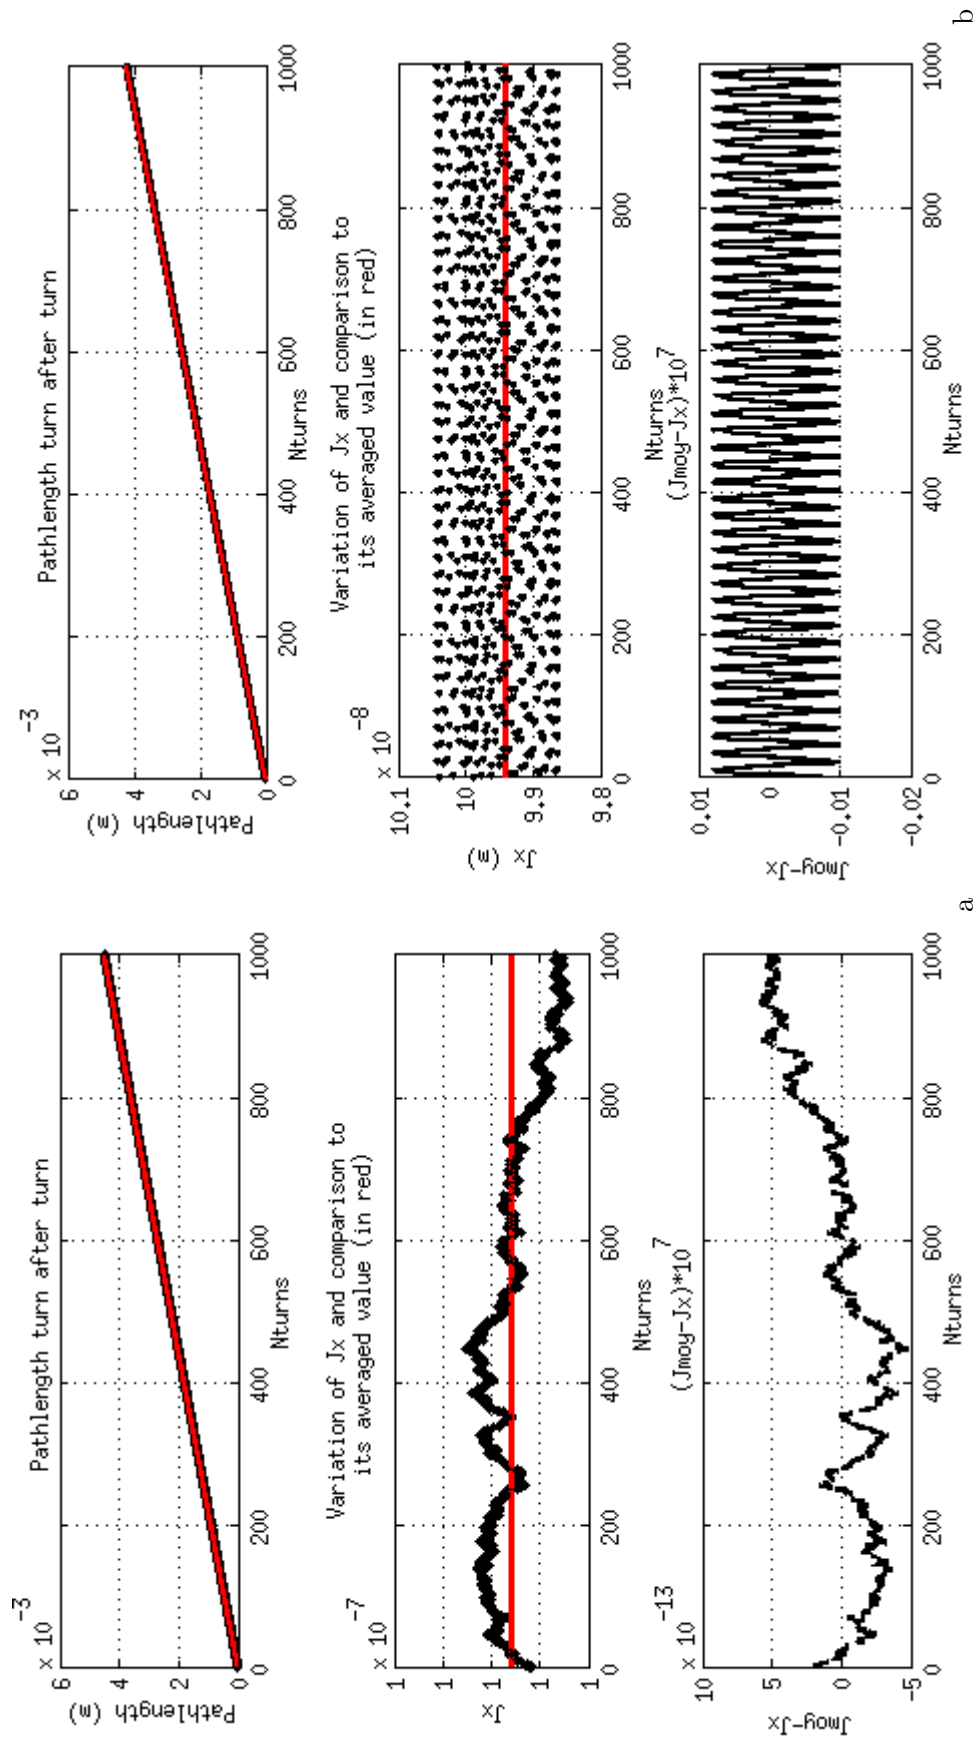 Pathlength turn after turn
x 10 -3
Pathlength (m)
6
4
2
0
0 200 400 600 800 1000
Nturns
Variation of Jx and comparison to
its averaged value (in red)
x 10 -7
Jx
1
1
1
1
1
0 200 400 600 800 1000
Nturns
(Jmoy-Jx)*10 7
x 10 -13
Jmoy-Jx
10
5
0
-5
0 200 400 600 800 1000
Nturns
a
Pathlength turn after turn
x 10 -3
Pathlength (m)
6
4
2
0
0 200 400 600 800 1000
Nturns
Variation of Jx and comparison to
its averaged value (in red)
x 10 -8
Jx (m)
10.1
10
9.9
9.8
0 200 400 600 800 1000
Nturns
(Jmoy-Jx)*10 7
Jmoy-Jx
0.01
0
-0.01
-0.02
0 200 400 600 800 1000
Nturns
b